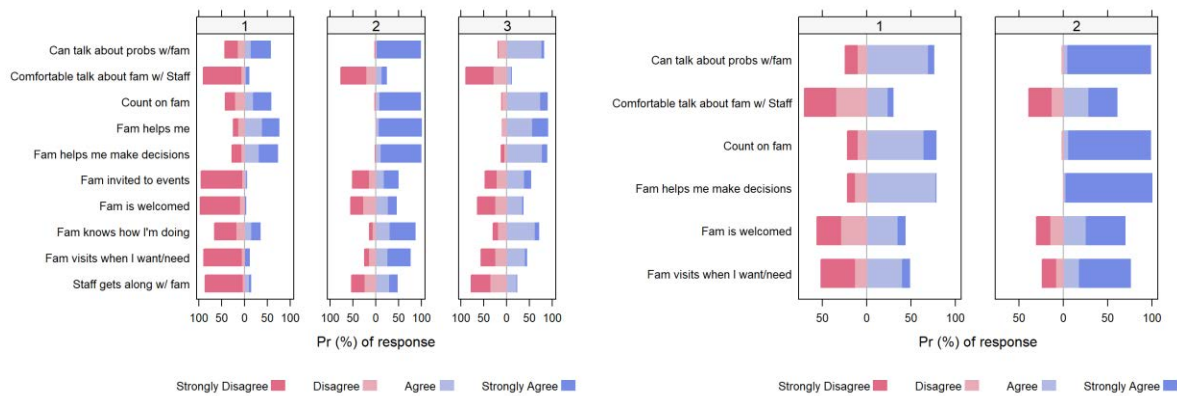 1 2 3
Can talk about probs w/fam
Comfortable talk about fam w/ Staff
Count on fam
Fam helps me
Fam helps me make decisions
Fam invited to events
Fam is welcomed
Fam knows how I'm doing
Fam visits when I want/need
Staff gets along w/ fam
100 50 0 50 100 100 50 0 50 100 100 50 0 50 100
Pr (%) of response
Strongly Disagree Disagree Agree Strongly Agree
1 2
Can talk about probs w/fam
Comfortable talk about fam w/ Staff
Count on fam
Fam helps me make decisions
Fam is welcomed
Fam visits when I want/need
50 0 50 100 50 0 50 100
Pr (%) of response
Strongly Disagree Disagree Agree Strongly Agree